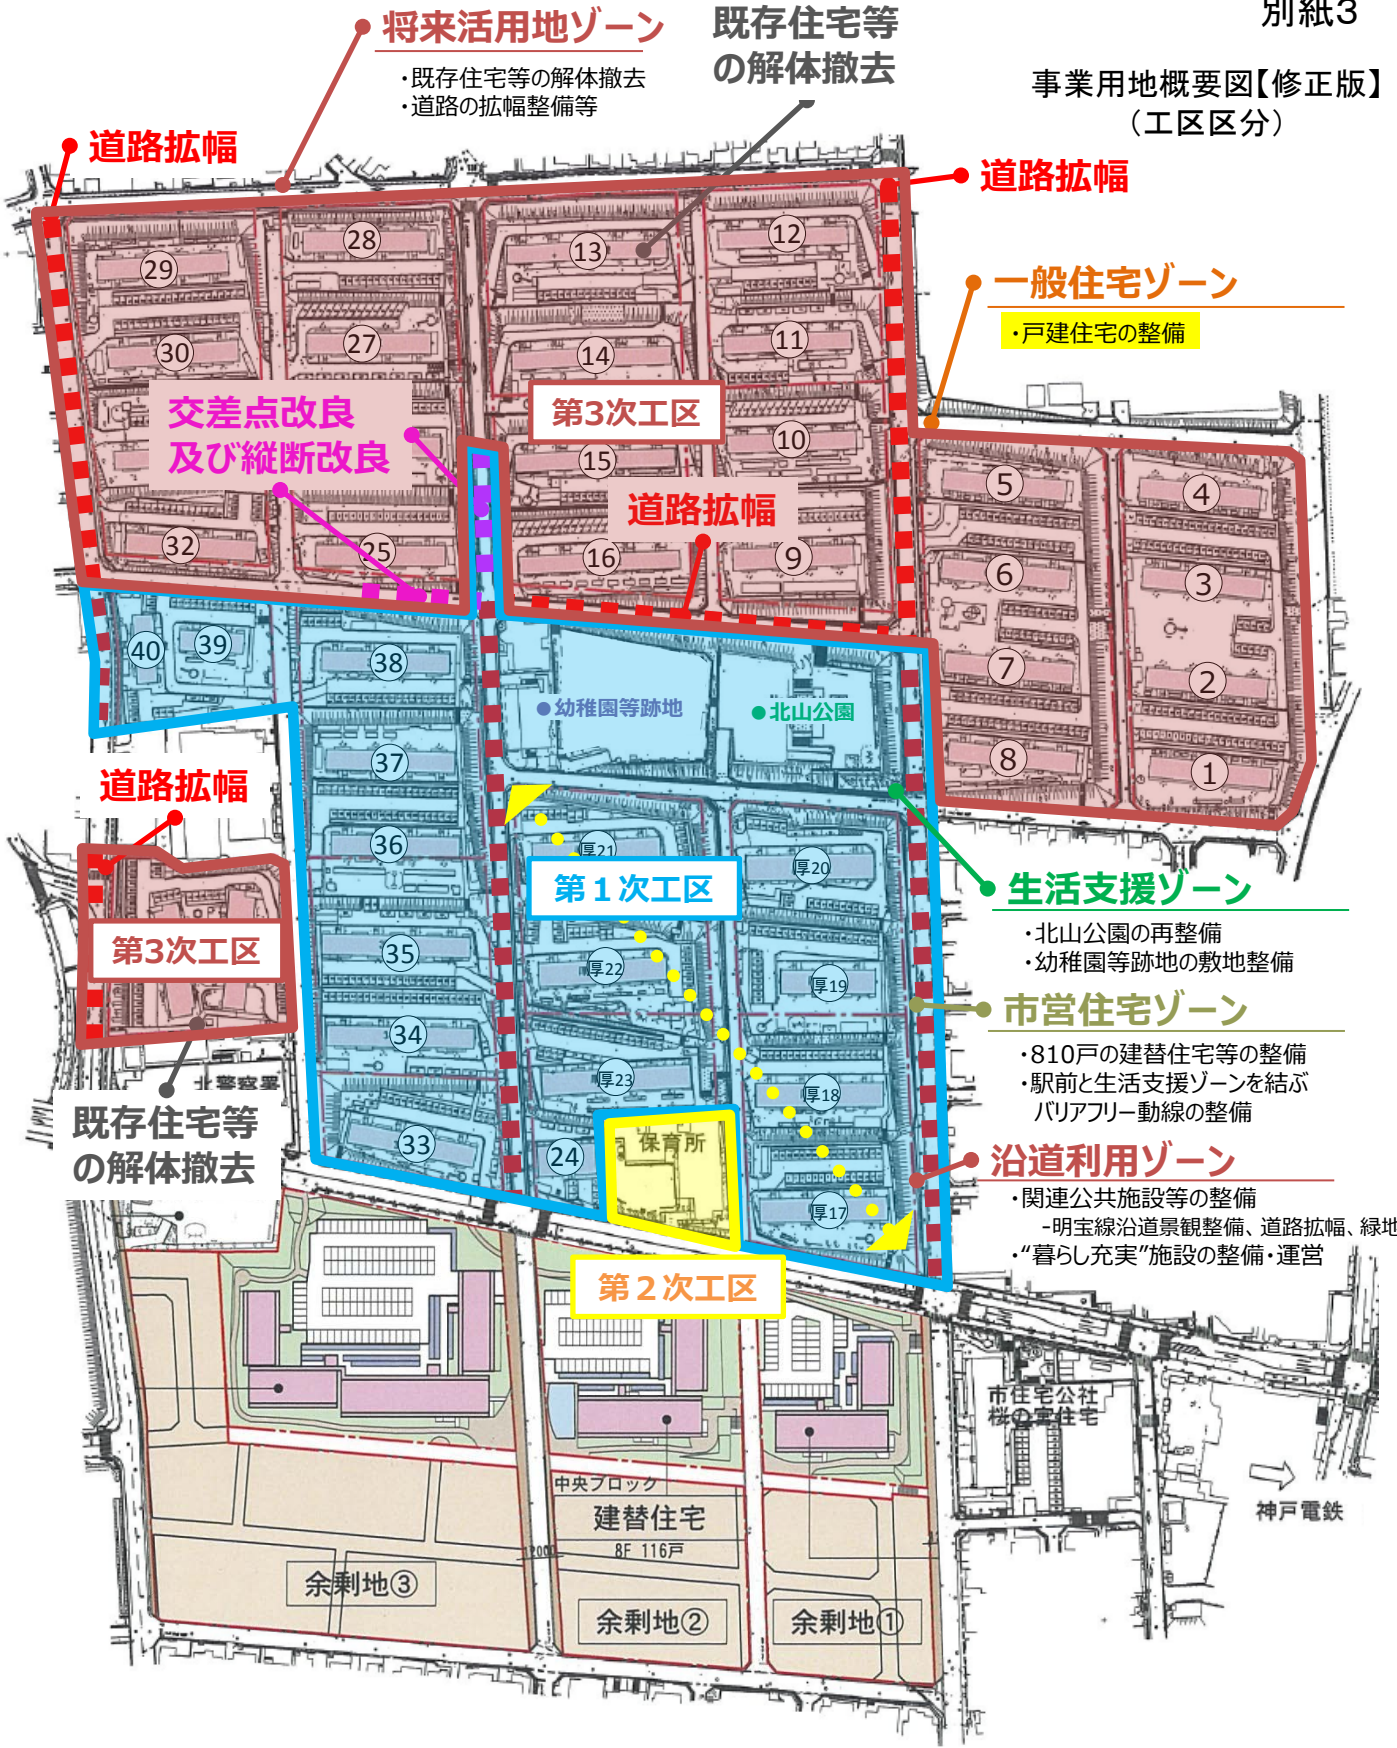 別紙3
事業用地概要図【修正版】
（工区区分）
将来活用地ゾーン
・既存住宅等の解体撤去
・道路の拡幅整備等
既存住宅等
の解体撤去
道路拡幅
道路拡幅
一般住宅ゾーン
・戸建住宅の整備
28
29
13
12
30
27
14
11
交差点改良
及び縦断改良
第3次工区
15
10
道路拡幅
32
25
16
9
5
4
6
3
7
2
8
1
40
39
38
●幼稚園等跡地
●北山公園
37
道路拡幅
36
厚21
厚20
第１次工区
生活支援ゾーン
・北山公園の再整備
・幼稚園等跡地の敷地整備
第3次工区
35
厚22
厚19
市営住宅ゾーン
・810戸の建替住宅等の整備
・駅前と生活支援ゾーンを結ぶ
バリアフリー動線の整備
34
厚23
厚18
北警察署
既存住宅等
の解体撤去
33
24
保育所
厚17
沿道利用ゾーン
・関連公共施設等の整備
-明宝線沿道景観整備、道路拡幅、緑地
・“暮らし充実”施設の整備・運営
第２次工区
市住宅公社
桜の宮住宅
神戸電鉄
中央ブロック
建替住宅
8F 116戸
12000
余剰地③
余剰地②
余剰地①